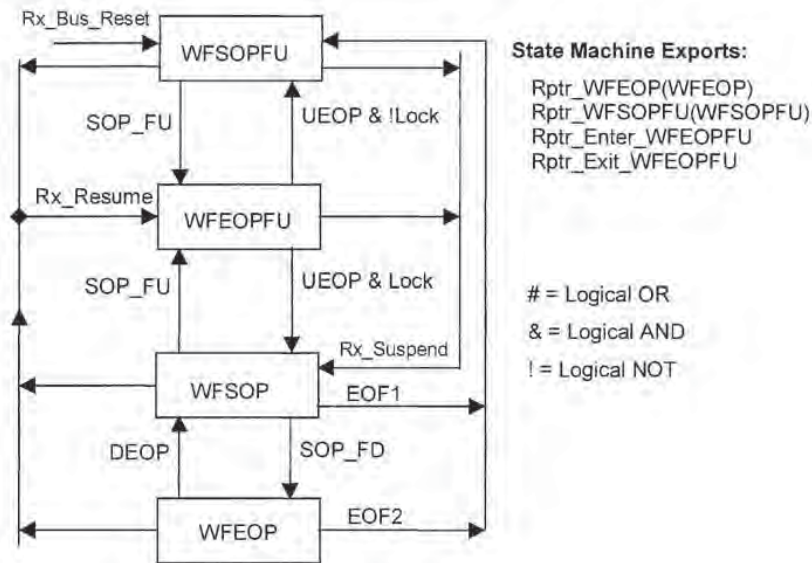 Rx_Bus_Reset
WFSOPFU
State Machine Exports:
Rptr_WFEOP(WFEOP)
Rptr_WFSOPFU(WFSOPFU)
Rptr_Enter_WFEOPFU
Rptr_Exit_WFEOPFU
SOP_FU
UEOP & !Lock
Rx_Resume
WFEOPFU
SOP_FU
UEOP & Lock
# = Logical OR
& = Logical AND
! = Logical NOT
Rx_Suspend
WFSOP
EOF1
DEOP
SOP_FD
WFEOP
EOF2